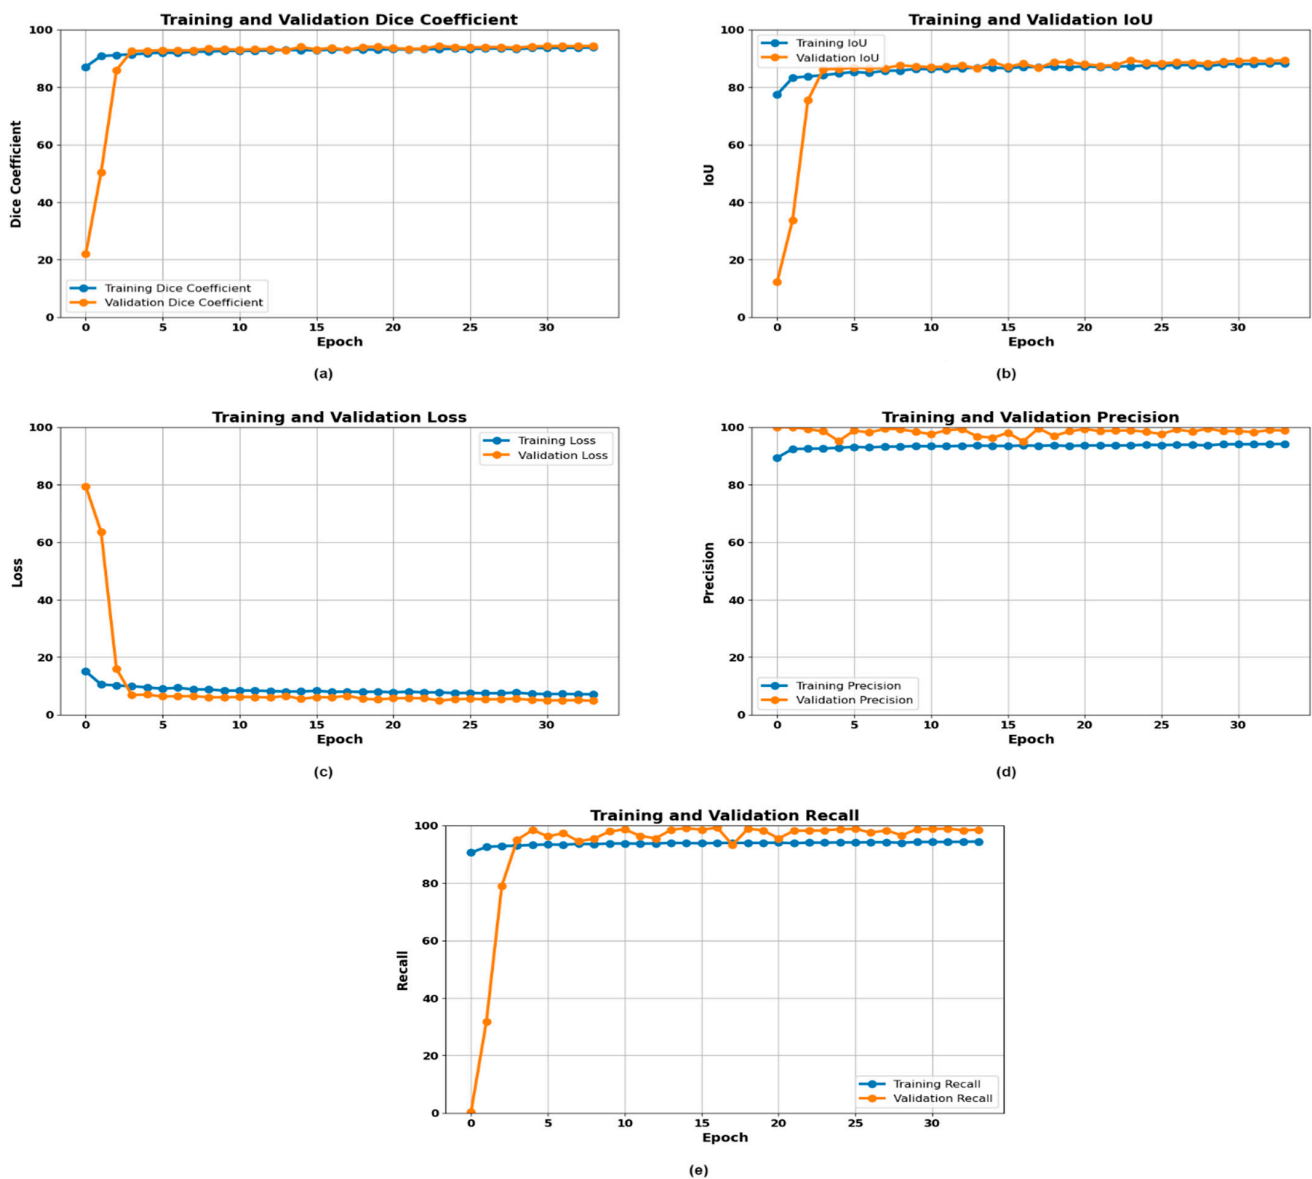 Training and Validation Dice Coefficient
Dice Coefficient
100
80
60
40
20
0
Training Dice Coefficient
Validation Dice Coefficient
0 5 10 15 20 25 30
Epoch
(a)
Training and Validation IoU
IoU
100
80
60
40
20
0
Training IoU
Validation IoU
0 5 10 15 20 25 30
Epoch
(b)
Training and Validation Loss
Loss
100
80
60
40
20
0
Training Loss
Validation Loss
0 5 10 15 20 25 30
Epoch
(c)
Training and Validation Precision
Precision
100
80
60
40
20
0
Training Precision
Validation Precision
0 5 10 15 20 25 30
Epoch
(d)
Training and Validation Recall
Recall
100
80
60
40
20
0
Training Recall
Validation Recall
0 5 10 15 20 25 30
Epoch
(e)